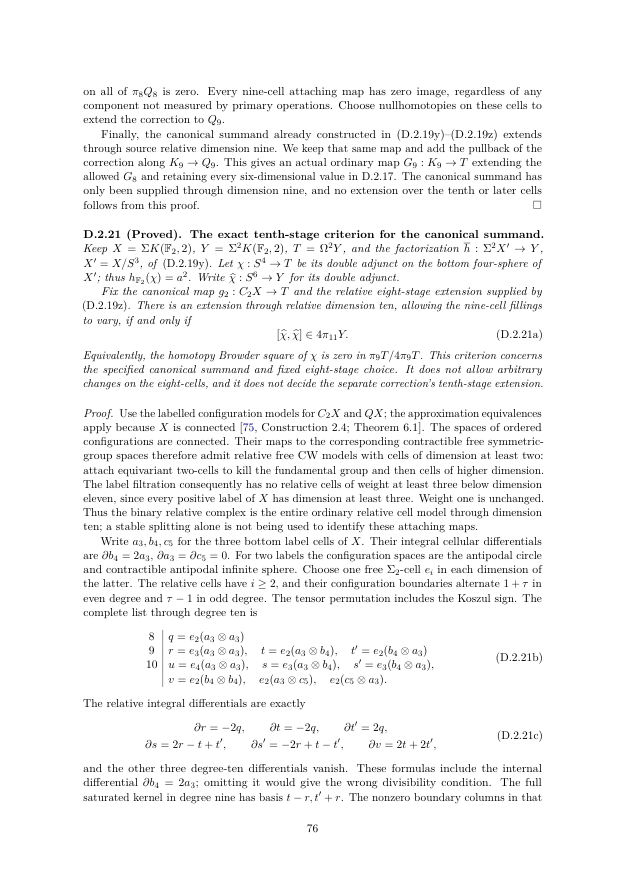 on all of π₈Q₈ is zero. Every nine-cell attaching map has zero image, regardless of any
component not measured by primary operations. Choose nullhomotopies on these cells to
extend the correction to Q₉.
Finally, the canonical summand already constructed in (D.2.19y)–(D.2.19z) extends
through source relative dimension nine. We keep that same map and add the pullback of the
correction along K₉ → Q₉. This gives an actual ordinary map G₉ : K₉ → T extending the
allowed G₈ and retaining every six-dimensional value in D.2.17. The canonical summand has
only been supplied through dimension nine, and no extension over the tenth or later cells
follows from this proof. □
D.2.21 (Proved). The exact tenth-stage criterion for the canonical summand.
Keep X = ΣK(𝔽₂, 2), Y = Σ²K(𝔽₂, 2), T = Ω²Y, and the factorization h̅ : Σ²X′ → Y,
X′ = X/S³, of (D.2.19y). Let χ : S⁴ → T be its double adjunct on the bottom four-sphere of
X′; thus h_{𝔽₂}(χ) = a². Write χ̂ : S⁶ → Y for its double adjunct.
Fix the canonical map g₂ : C₂X → T and the relative eight-stage extension supplied by
(D.2.19z). There is an extension through relative dimension ten, allowing the nine-cell fillings
to vary, if and only if
[χ̂, χ̂] ∈ 4π₁₁Y. (D.2.21a)
Equivalently, the homotopy Browder square of χ is zero in π₉T/4π₉T. This criterion concerns
the specified canonical summand and fixed eight-stage choice. It does not allow arbitrary
changes on the eight-cells, and it does not decide the separate correction's tenth-stage extension.
Proof. Use the labelled configuration models for C₂X and QX; the approximation equivalences
apply because X is connected [75, Construction 2.4; Theorem 6.1]. The spaces of ordered
configurations are connected. Their maps to the corresponding contractible free symmetric-
group spaces therefore admit relative free CW models with cells of dimension at least two:
attach equivariant two-cells to kill the fundamental group and then cells of higher dimension.
The label filtration consequently has no relative cells of weight at least three below dimension
eleven, since every positive label of X has dimension at least three. Weight one is unchanged.
Thus the binary relative complex is the entire ordinary relative cell model through dimension
ten; a stable splitting alone is not being used to identify these attaching maps.
Write a₃, b₄, c₅ for the three bottom label cells of X. Their integral cellular differentials
are ∂b₄ = 2a₃, ∂a₃ = ∂c₅ = 0. For two labels the configuration spaces are the antipodal circle
and contractible antipodal infinite sphere. Choose one free Σ₂-cell eᵢ in each dimension of
the latter. The relative cells have i ≥ 2, and their configuration boundaries alternate 1 + τ in
even degree and τ − 1 in odd degree. The tensor permutation includes the Koszul sign. The
complete list through degree ten is
8 | q = e₂(a₃ ⊗ a₃)
9 | r = e₃(a₃ ⊗ a₃), t = e₂(a₃ ⊗ b₄), t′ = e₂(b₄ ⊗ a₃)
10 | u = e₄(a₃ ⊗ a₃), s = e₃(a₃ ⊗ b₄), s′ = e₃(b₄ ⊗ a₃), (D.2.21b)
v = e₂(b₄ ⊗ b₄), e₂(a₃ ⊗ c₅), e₂(c₅ ⊗ a₃).
The relative integral differentials are exactly
∂r = −2q, ∂t = −2q, ∂t′ = 2q,
∂s = 2r − t + t′, ∂s′ = −2r + t − t′, ∂v = 2t + 2t′, (D.2.21c)
and the other three degree-ten differentials vanish. These formulas include the internal
differential ∂b₄ = 2a₃; omitting it would give the wrong divisibility condition. The full
saturated kernel in degree nine has basis t − r, t′ + r. The nonzero boundary columns in that
76